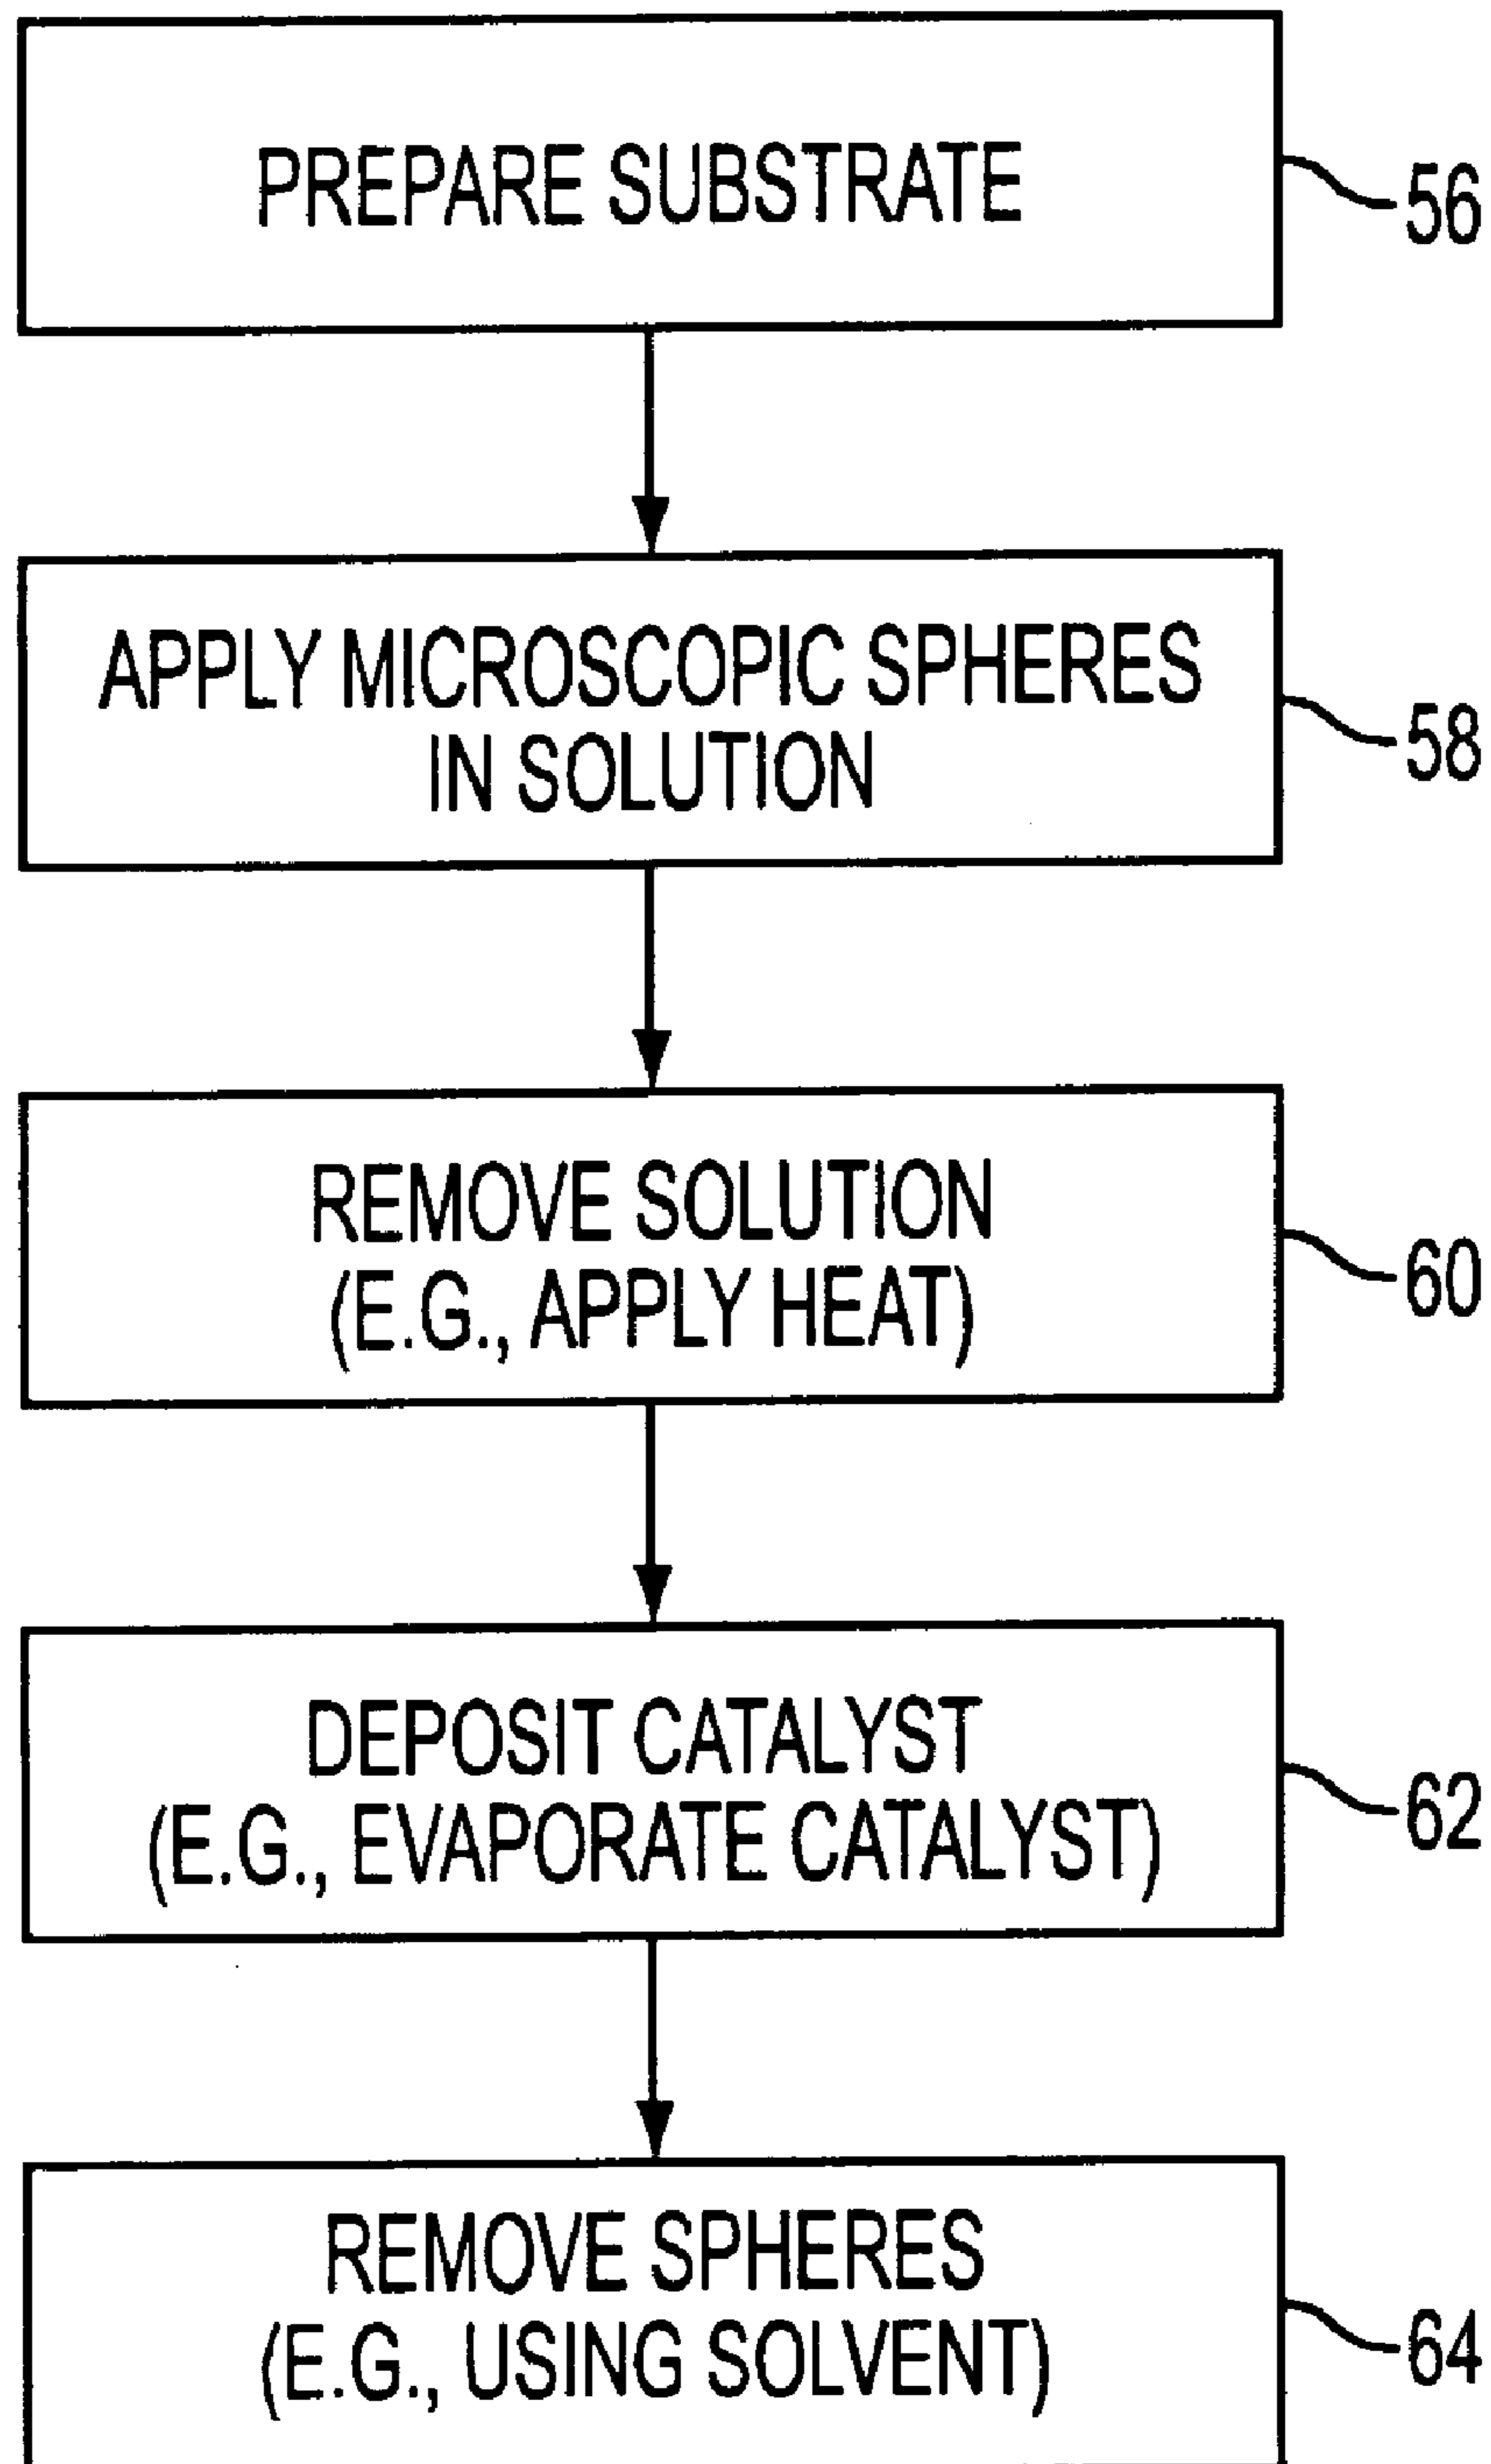 PREPARE SUBSTRATE
56
APPLY MICROSCOPIC SPHERES
IN SOLUTION
58
REMOVE SOLUTION
(E.G., APPLY HEAT)
60
DEPOSIT CATALYST
(E.G., EVAPORATE CATALYST)
62
REMOVE SPHERES
(E.G., USING SOLVENT)
64